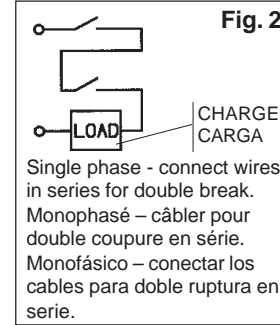 Fig. 2
LOAD
CHARGE
CARGA
Single phase - connect wires
in series for double break.
Monophasé – câbler pour
double coupure en série.
Monofásico – conectar los
cables para doble ruptura en
serie.